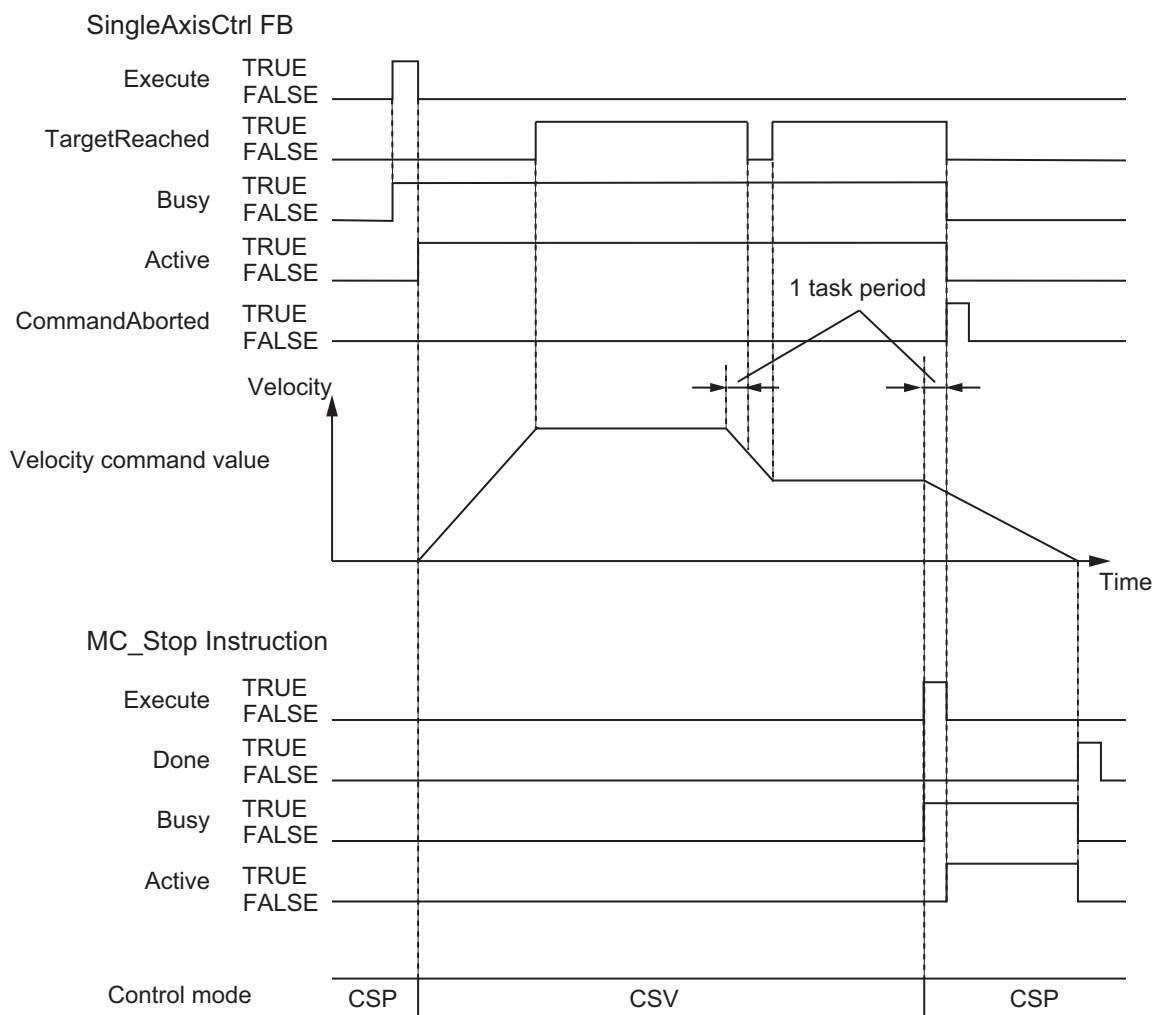 SingleAxisCtrl FB
Execute TRUE
FALSE
TargetReached TRUE
FALSE
Busy TRUE
FALSE
Active TRUE
FALSE
1 task period
CommandAborted TRUE
FALSE
Velocity
Velocity command value
Time
MC_Stop Instruction
Execute TRUE
FALSE
Done TRUE
FALSE
Busy TRUE
FALSE
Active TRUE
FALSE
Control mode CSP CSV CSP